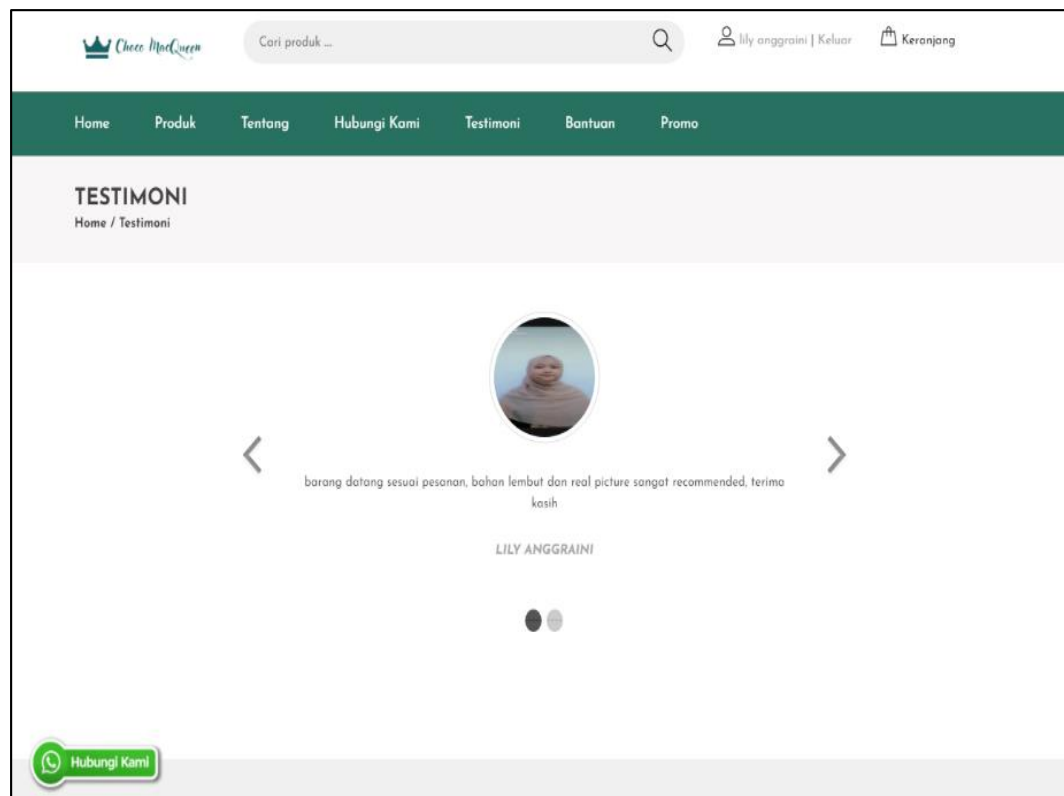 Choco MacQueen
Cari produk ...
lily anggraini | Keluar
Keranjang
Home Produk Tentang Hubungi Kami Testimoni Bantuan Promo
TESTIMONI
Home / Testimoni
barang datang sesuai pesanan, bahan lembut dan real picture sangat recommended, terima
kasih
LILY ANGGRAINI
Hubungi Kami